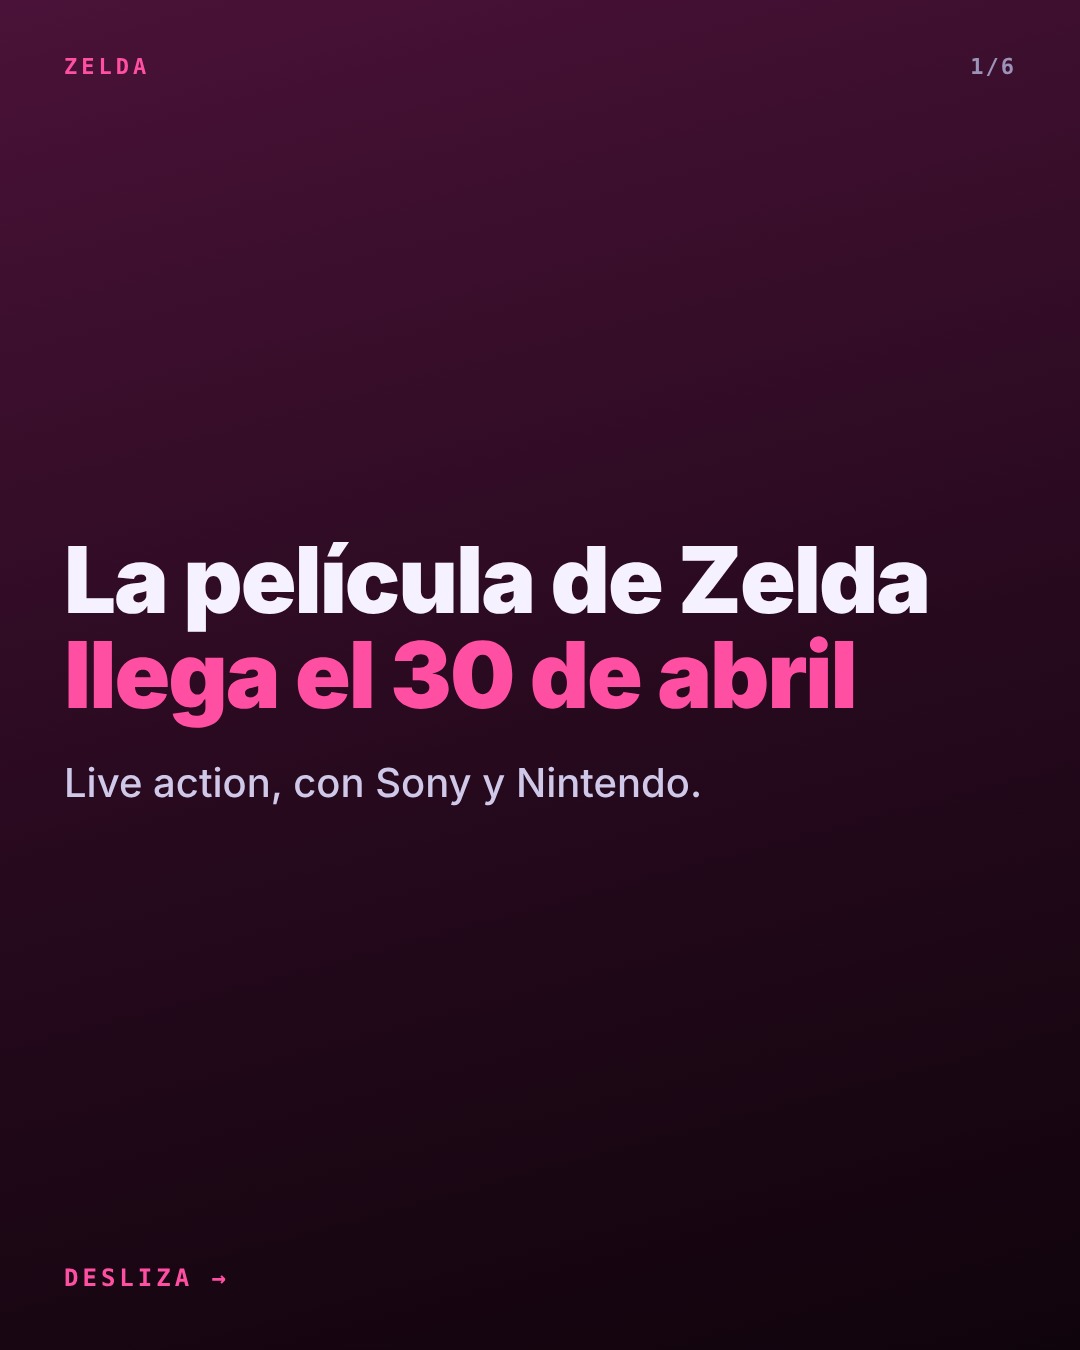 ZELDA
1/6
La película de Zelda
llega el 30 de abril
Live action, con Sony y Nintendo.
DESLIZA →